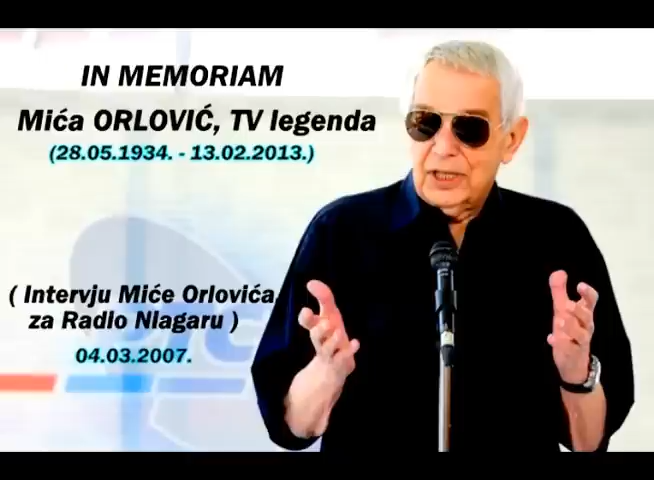 IN MEMORIAM
Mića ORLOVIĆ, TV legenda
(28.05.1934. - 13.02.2013.)
( Intervju Miće Orlovića
za Radio Niagaru )
04.03.2007.